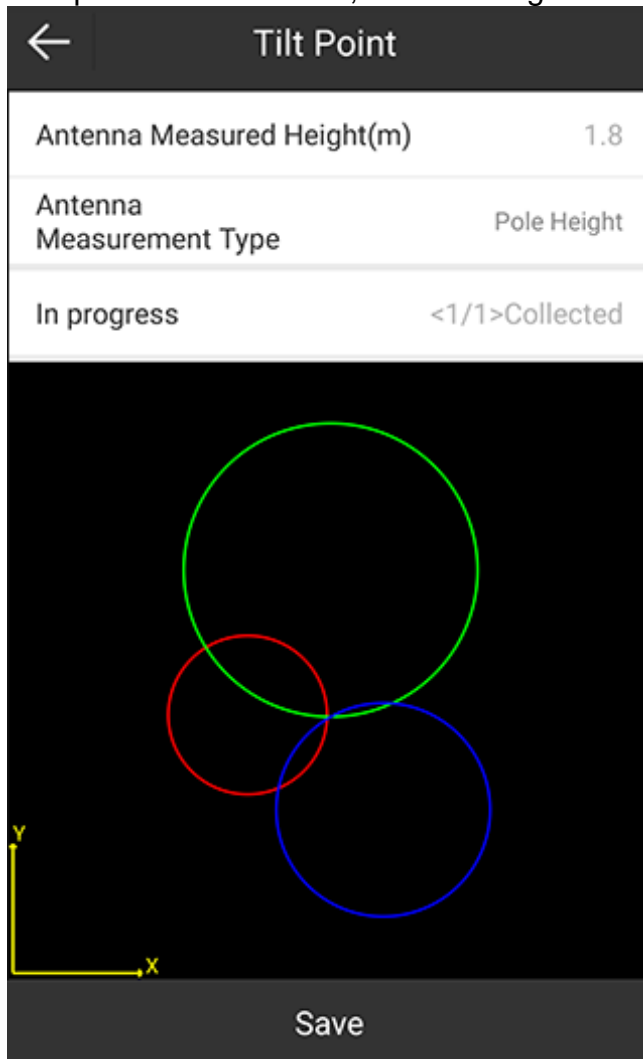 Tilt Point
Antenna Measured Height(m) 1.8
Antenna
Measurement Type Pole Height
In progress <1/1>Collected
Y
X
Save